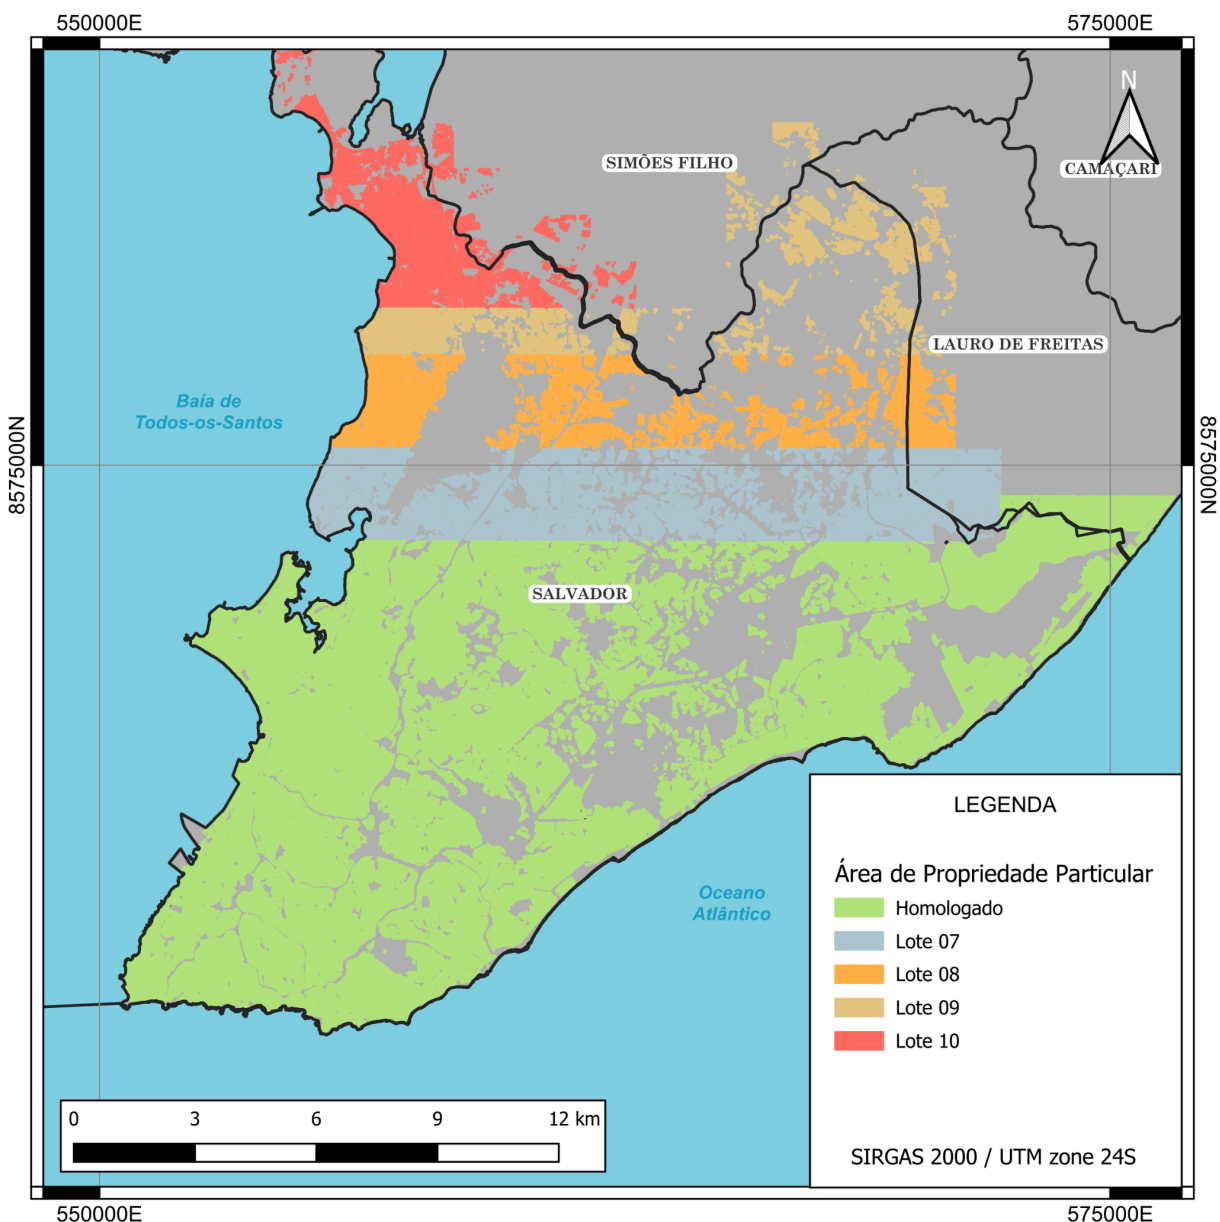 550000E
575000E
N
SIMÕES FILHO
CAMAÇARI
LAURO DE FREITAS
Baía de
Todos-os-Santos
8575000N
8575000N
SALVADOR
LEGENDA
Área de Propriedade Particular
Homologado
Lote 07
Lote 08
Lote 09
Lote 10
Oceano
Atlântico
0 3 6 9 12 km
SIRGAS 2000 / UTM zone 24S
550000E
575000E